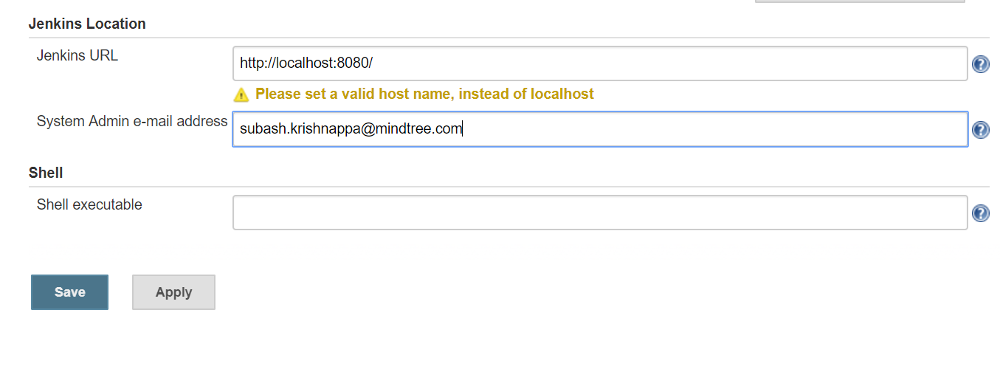 Jenkins Location
Jenkins URL
http://localhost:8080/
Please set a valid host name, instead of localhost
System Admin e-mail address
subash.krishnappa@mindtree.com
Shell
Shell executable
Save
Apply